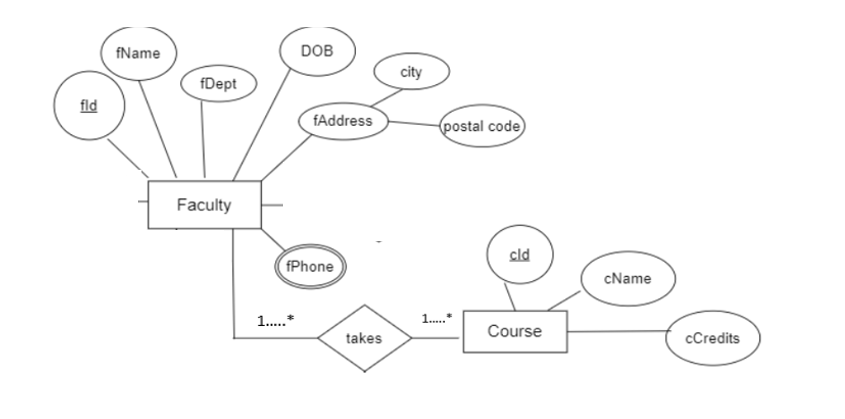 fName
DOB
fDept
city
fId
fAddress
postal code
Faculty
cId
fPhone
cName
1.....*
1.....*
takes
Course
cCredits